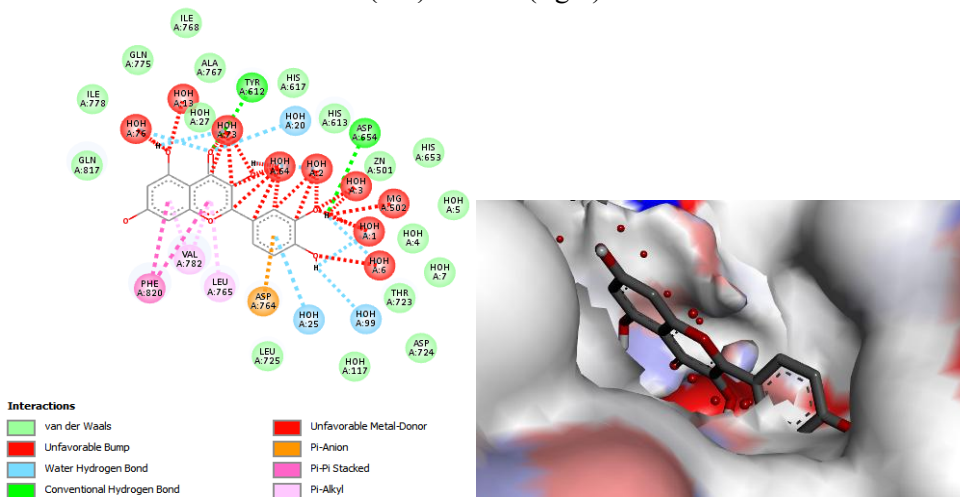 ILE
A:768
GLN
A:775
ALA
A:767
TYR
A:612
HIS
A:617
ILE
A:778
HOH
A:13
HOH
A:27
HOH
A:20
HIS
A:613
ASP
A:654
HOH
A:76
HOH
A:73
HIS
A:653
GLN
A:817
HOH
A:64
HOH
A:2
ZN
A:501
HOH
A:3
MG
A:502
HOH
A:5
HOH
A:1
HOH
A:4
VAL
A:782
HOH
A:6
HOH
A:7
PHE
A:820
LEU
A:765
ASP
A:764
THR
A:723
HOH
A:25
HOH
A:99
LEU
A:725
HOH
A:117
ASP
A:724
Interactions
van der Waals
Unfavorable Bump
Water Hydrogen Bond
Conventional Hydrogen Bond
Unfavorable Metal-Donor
Pi-Anion
Pi-Pi Stacked
Pi-Alkyl